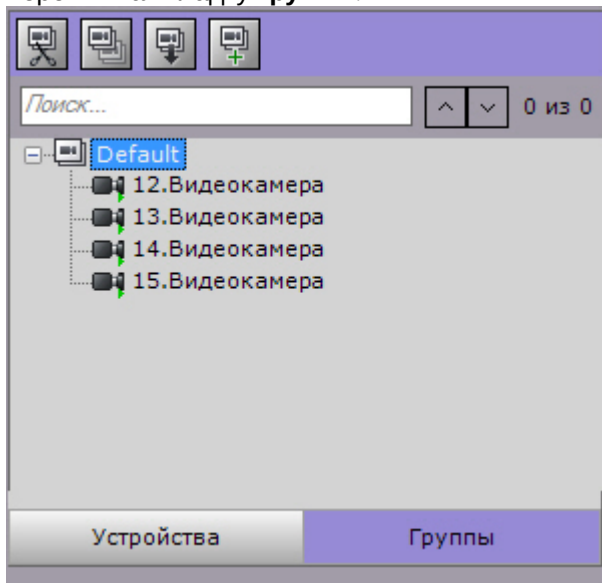 Поиск...
0 из 0
Default
12.Видеокамера
13.Видеокамера
14.Видеокамера
15.Видеокамера
Устройства
Группы